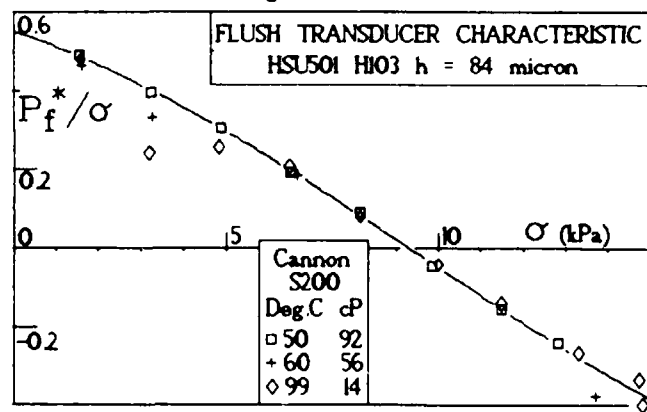 0.6
FLUSH TRANSDUCER CHARACTERISTIC
HSU501 H103 h = 84 micron
P_f*/σ
0.2
0
5
10
σ (kPa)
-0.2
Cannon
S200
Deg.C cP
□ 50 92
+ 60 56
◇ 99 14